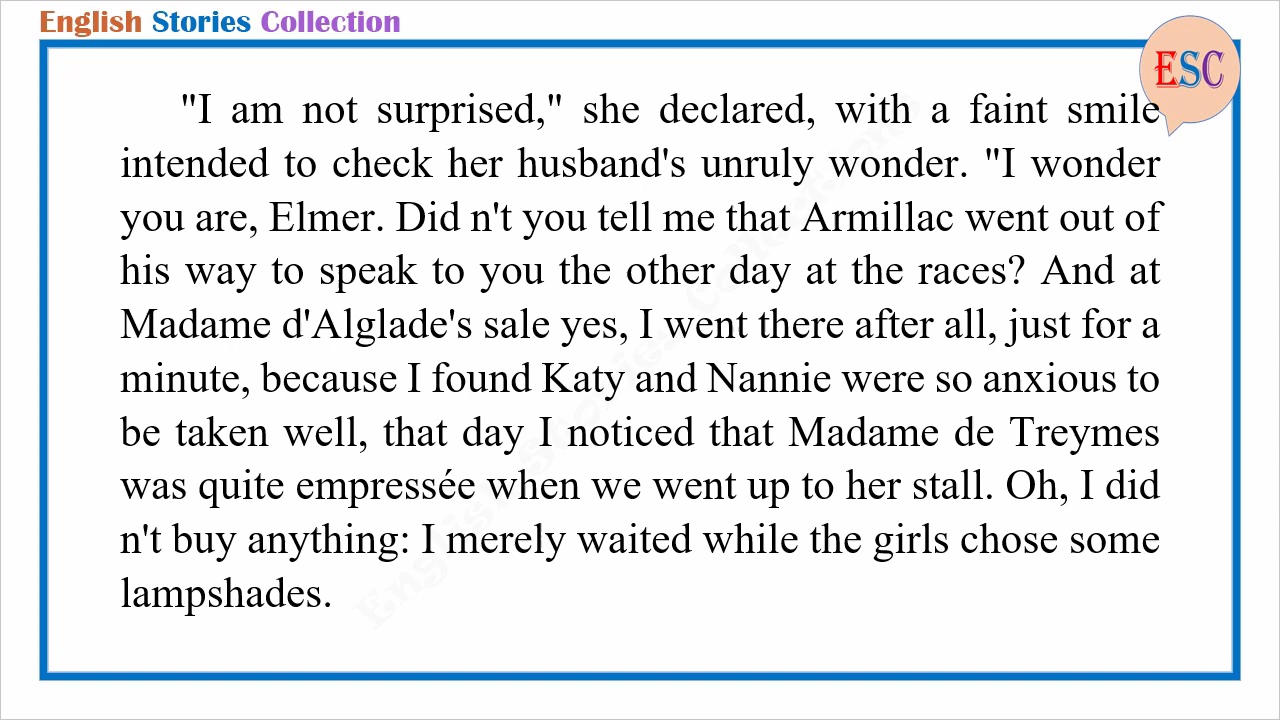 English Stories Collection
ESC
"I am not surprised," she declared, with a faint smile
intended to check her husband's unruly wonder. "I wonder
you are, Elmer. Did n't you tell me that Armillac went out of
his way to speak to you the other day at the races? And at
Madame d'Alglade's sale yes, I went there after all, just for a
minute, because I found Katy and Nannie were so anxious to
be taken well, that day I noticed that Madame de Treymes
was quite empressée when we went up to her stall. Oh, I did
n't buy anything: I merely waited while the girls chose some
lampshades.
English Stories Collections